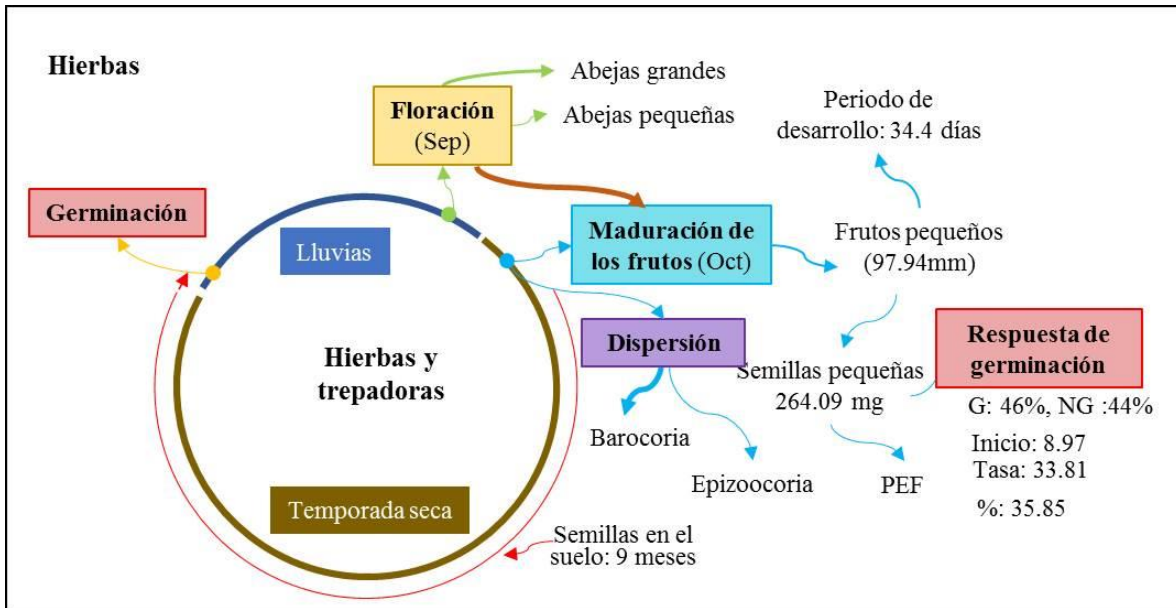 Hierbas
Floración
(Sep)
Abejas grandes
Abejas pequeñas
Periodo de
desarrollo: 34.4 días
Germinación
Lluvias
Maduración de
los frutos (Oct)
Frutos pequeños
(97.94mm)
Hierbas y
trepadoras
Dispersión
Semillas pequeñas
264.09 mg
Respuesta de
germinación
G: 46%, NG :44%
Inicio: 8.97
Tasa: 33.81
%: 35.85
Barocoria
Epizoocoria
PEF
Temporada seca
Semillas en el
suelo: 9 meses